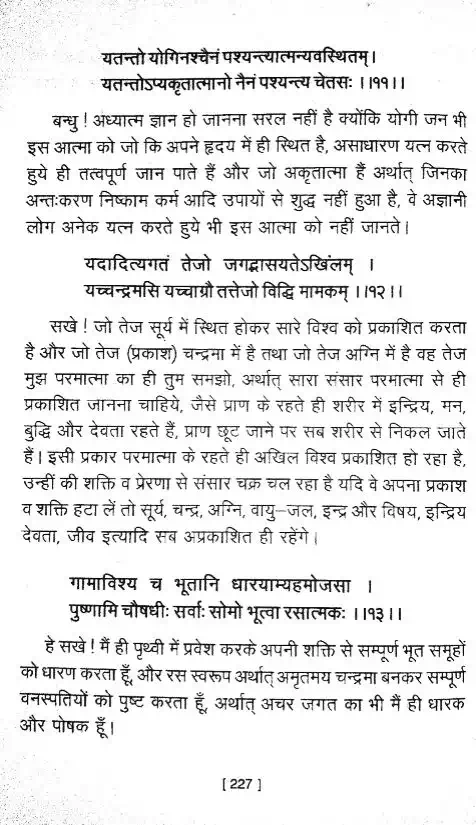 यतन्तो योगिनश्चैनं पश्यन्त्यात्मन्यवस्थितम्।
यतन्तोऽप्यकृतात्मानो नैनं पश्यन्त्य चेतसः ।।११।।
बन्धु ! अध्यात्म ज्ञान हो जानना सरल नहीं है क्योंकि योगी जन भी
इस आत्मा को जो कि अपने हृदय में ही स्थित है, असाधारण यत्न करते
हुये ही तत्वपूर्ण जान पाते हैं और जो अकृतात्मा हैं अर्थात् जिनका
अन्तःकरण निष्काम कर्म आदि उपायों से शुद्ध नहीं हुआ है, वे अज्ञानी
लोग अनेक यत्न करते हुये भी इस आत्मा को नहीं जानते।
यदादित्यगतं तेजो जगद्भासयतेऽखिंलम् ।
यच्चन्द्रमसि यच्चाग्रौ तत्तेजो विद्धि मामकम् ।।१२।।
सखे ! जो तेज सूर्य में स्थित होकर सारे विश्व को प्रकाशित करता
है और जो तेज (प्रकाश) चन्द्रमा में है तथा जो तेज अग्नि में है वह तेज
मुझ परमात्मा का ही तुम समझो, अर्थात् सारा संसार परमात्मा से ही
प्रकाशित जानना चाहिये, जैसे प्राण के रहते ही शरीर में इन्द्रिय, मन,
बुद्धि और देवता रहते हैं, प्राण छूट जाने पर सब शरीर से निकल जाते
हैं। इसी प्रकार परमात्मा के रहते ही अखिल विश्व प्रकाशित हो रहा है,
उन्हीं की शक्ति व प्रेरणा से संसार चक्र चल रहा है यदि वे अपना प्रकाश
व शक्ति हटा लें तो सूर्य, चन्द्र, अग्नि, वायु-जल, इन्द्र और विषय, इन्द्रिय
देवता, जीव इत्यादि सब अप्रकाशित ही रहेंगे।
गामाविश्य च भूतानि धारयाम्यहमोजसा ।
पुष्णामि चौषधीः सर्वाः सोमो भूत्वा रसात्मकः ।।१३।।
हे सखे ! मैं ही पृथ्वी में प्रवेश करके अपनी शक्ति से सम्पूर्ण भूत समूहों
को धारण करता हूँ, और रस स्वरूप अर्थात् अमृतमय चन्द्रमा बनकर सम्पूर्ण
वनस्पतियों को पुष्ट करता हूँ, अर्थात् अचर जगत का भी मैं ही धारक
और पोषक हूँ।
[ 227 ]